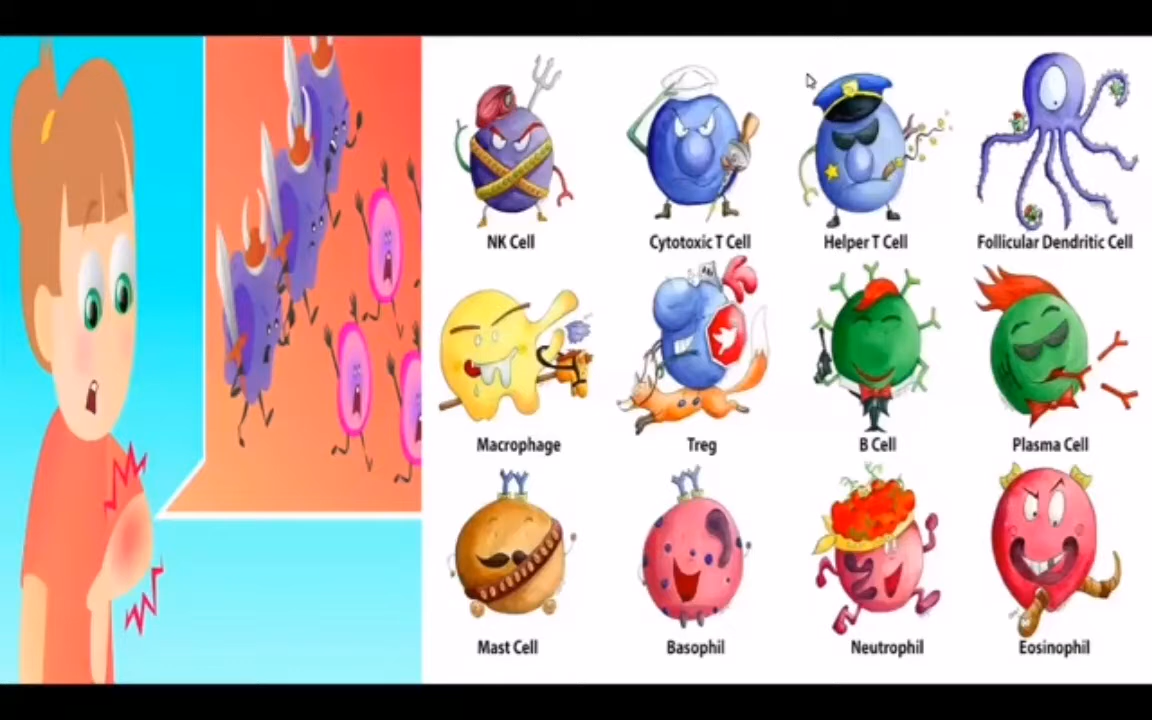 NK Cell
Cytotoxic T Cell
Helper T Cell
Follicular Dendritic Cell
Macrophage
Treg
B Cell
Plasma Cell
Mast Cell
Basophil
Neutrophil
Eosinophil